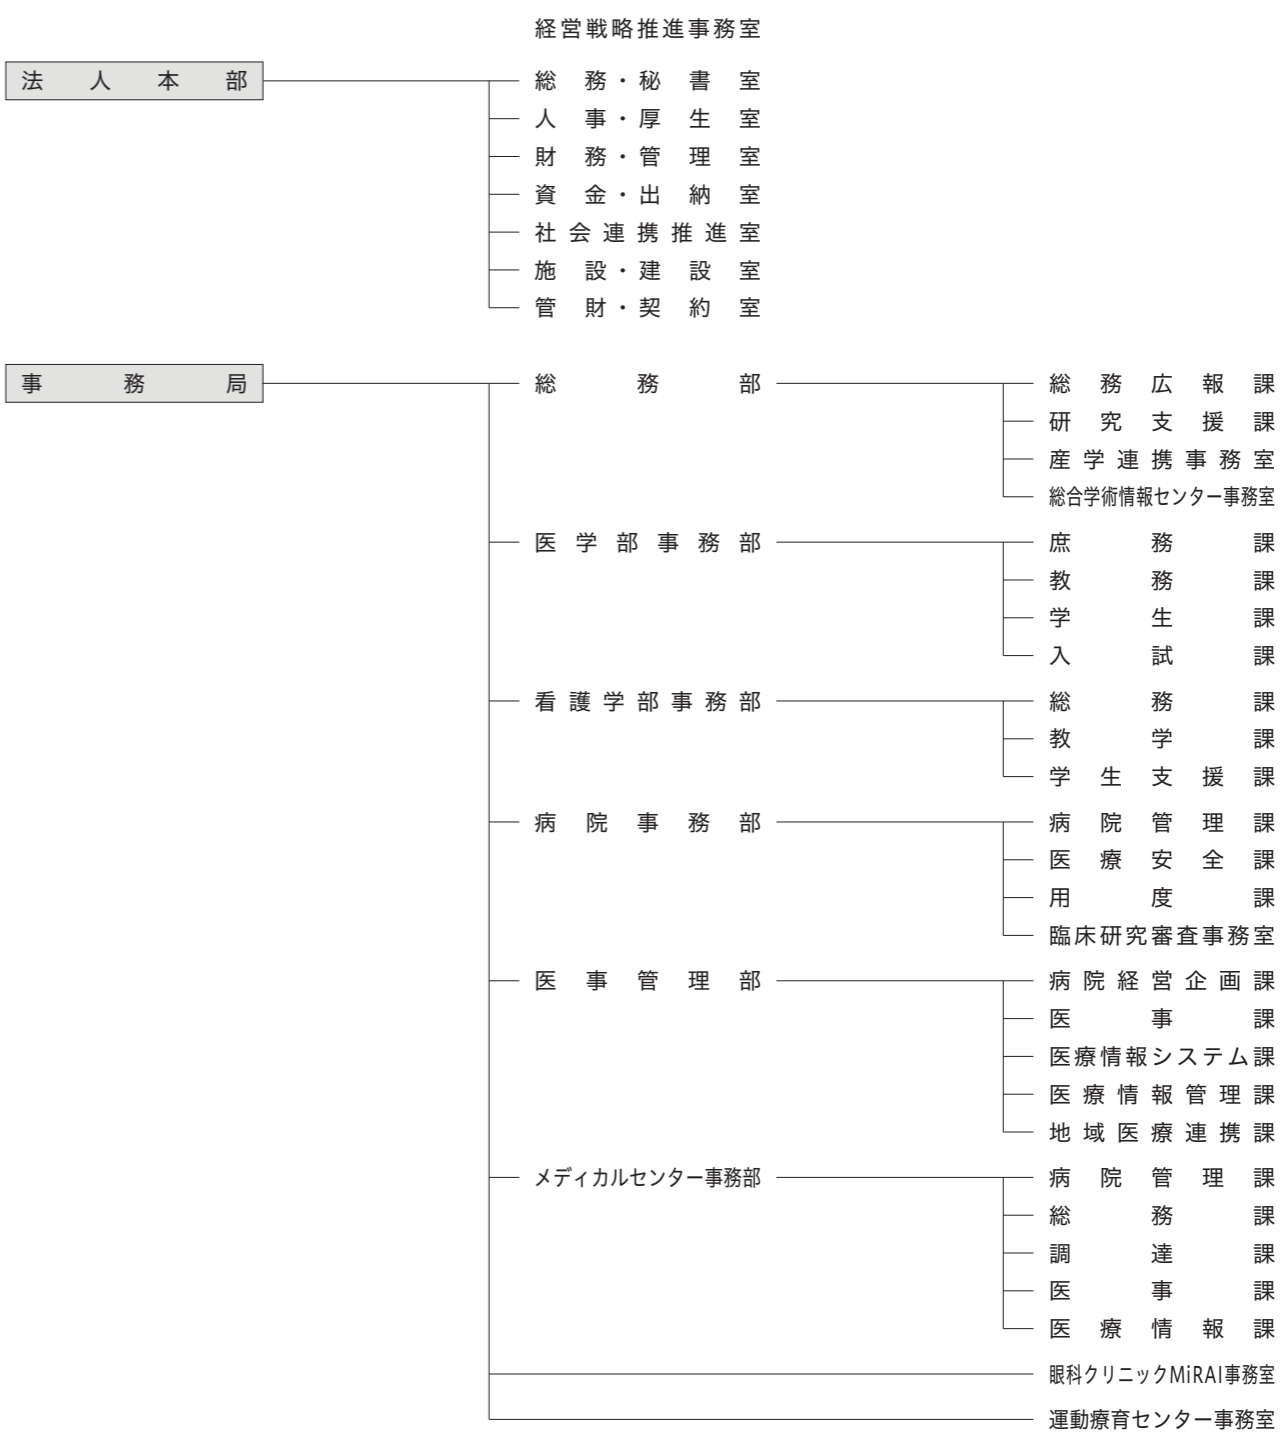 経営戦略推進事務室
法人本部
総務・秘書室
人事・厚生室
財務・管理室
資金・出納室
社会連携推進室
施設・建設室
管財・契約室
事務局
総務部
総務広報課
研究支援課
産学連携事務室
総合学術情報センター事務室
医学部事務部
庶務課
教務課
学生課
入試課
看護学部事務部
総務課
教学課
学生支援課
病院事務部
病院管理課
医療安全課
用度課
臨床研究審査事務室
医事管理部
病院経営企画課
医事課
医療情報システム課
医療情報管理課
地域医療連携課
メディカルセンター事務部
病院管理課
総務課
調達課
医事課
医療情報課
眼科クリニックMiRAI事務室
運動療育センター事務室